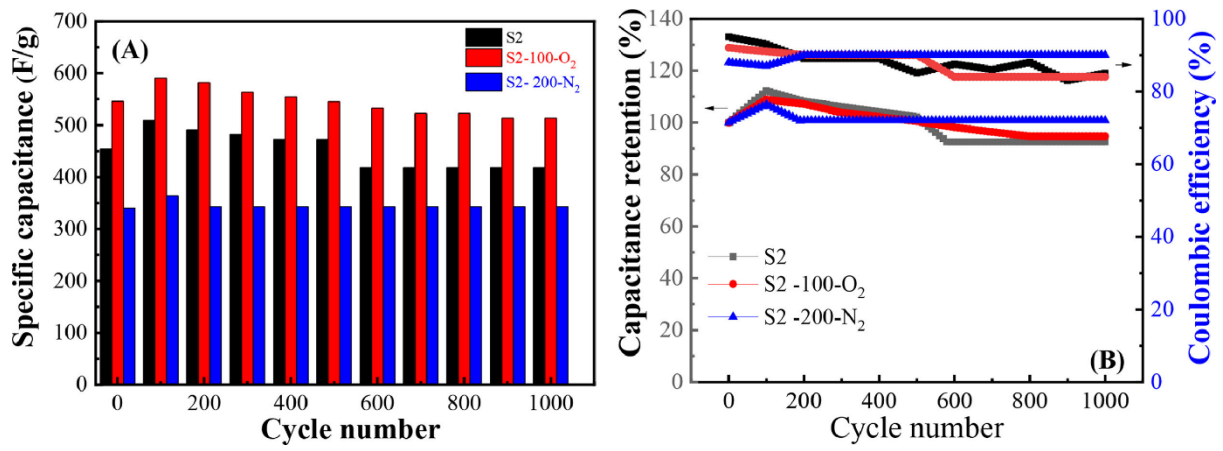 (A)
S2
S2-100-O₂
S2- 200-N₂
Specific capacitance (F/g)
700
600
500
400
300
200
100
0
0 200 400 600 800 1000
Cycle number
(B)
S2
S2 -100-O₂
S2 -200-N₂
Capacitance retention (%)
140
120
100
80
60
40
20
0
Coulombic efficiency (%)
100
80
60
40
20
0
0 200 400 600 800 1000
Cycle number